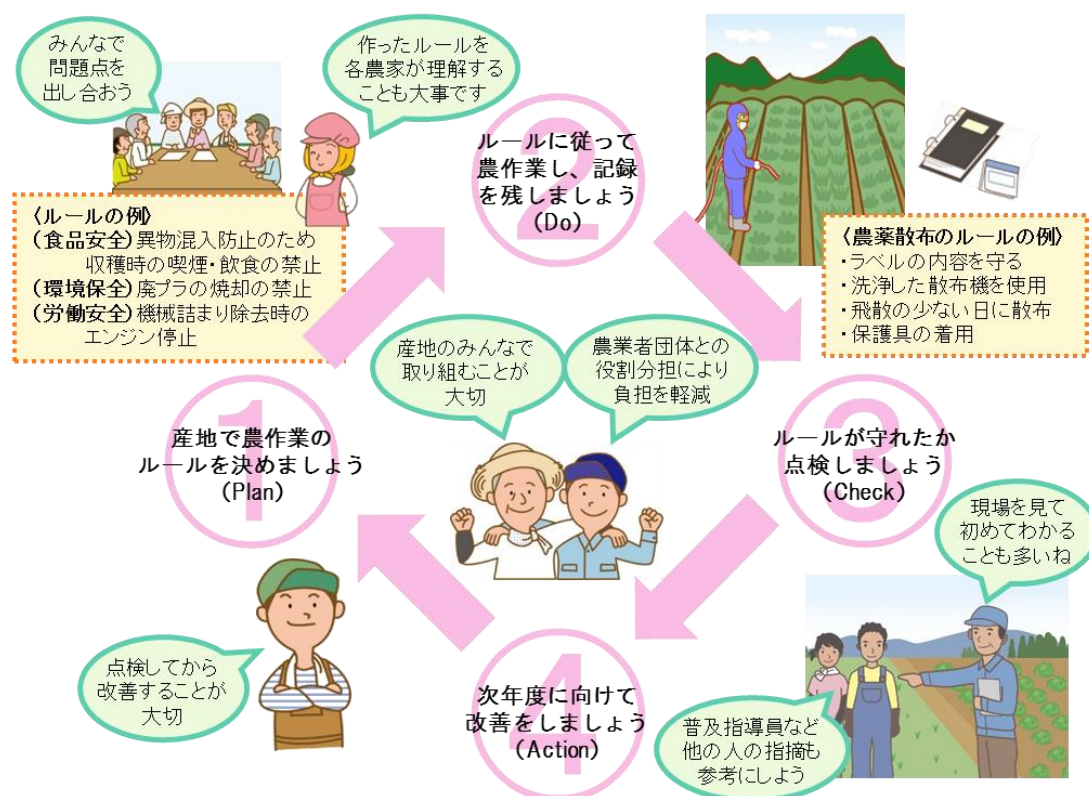 みんなで
問題点を
出し合おう
作ったルールを
各農家が理解する
ことも大事です
〈ルールの例〉
(食品安全)異物混入防止のため
収穫時の喫煙・飲食の禁止
(環境保全)廃プラの焼却の禁止
(労働安全)機械詰まり除去時の
エンジン停止
1
産地で農作業の
ルールを決めましょう
(Plan)
2
ルールに従って
農作業し、記録
を残しましょう
(Do)
〈農薬散布のルールの例〉
・ラベルの内容を守る
・洗浄した散布機を使用
・飛散の少ない日に散布
・保護具の着用
産地のみんなで
取り組むことが
大切
農業者団体との
役割分担により
負担を軽減
3
ルールが守れたか
点検しましょう
(Check)
現場を見て
初めてわかる
ことも多いね
普及指導員など
他の人の指摘も
参考にしよう
4
次年度に向けて
改善をしましょう
(Action)
点検してから
改善することが
大切